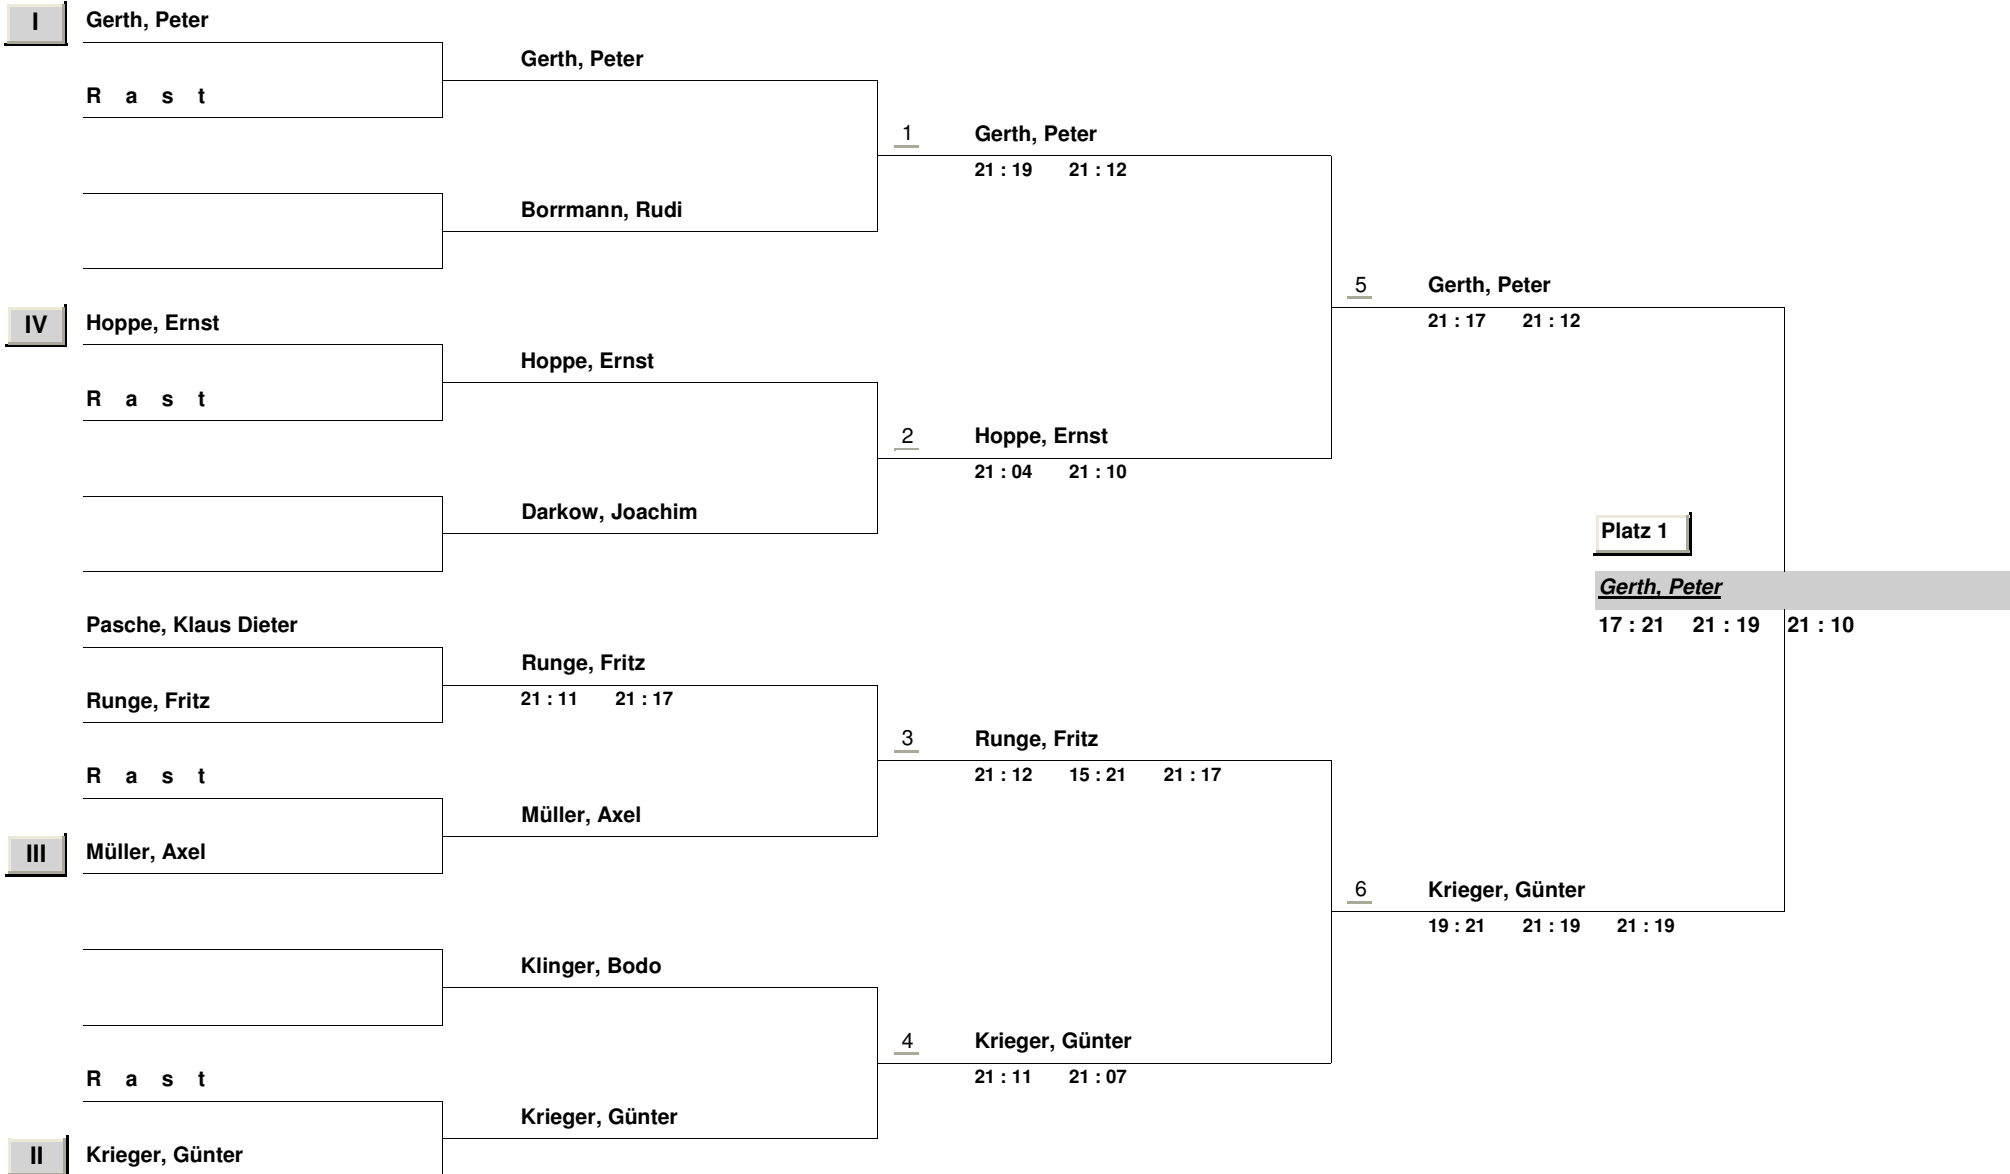 I Gerth, Peter
Gerth, Peter
R a s t
1 Gerth, Peter
21 : 19 21 : 12
Borrmann, Rudi
5 Gerth, Peter
21 : 17 21 : 12
IV Hoppe, Ernst
Hoppe, Ernst
R a s t
2 Hoppe, Ernst
21 : 04 21 : 10
Darkow, Joachim
Platz 1
Gerth, Peter
17 : 21 21 : 19 21 : 10
Pasche, Klaus Dieter
Runge, Fritz
21 : 11 21 : 17
Runge, Fritz
3 Runge, Fritz
21 : 12 15 : 21 21 : 17
R a s t
Müller, Axel
III Müller, Axel
6 Krieger, Günter
19 : 21 21 : 19 21 : 19
Klinger, Bodo
4 Krieger, Günter
21 : 11 21 : 07
R a s t
Krieger, Günter
II Krieger, Günter